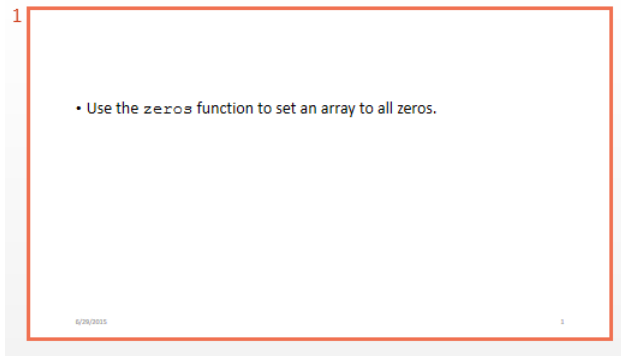 1
• Use the zeros function to set an array to all zeros.
6/29/2015 1